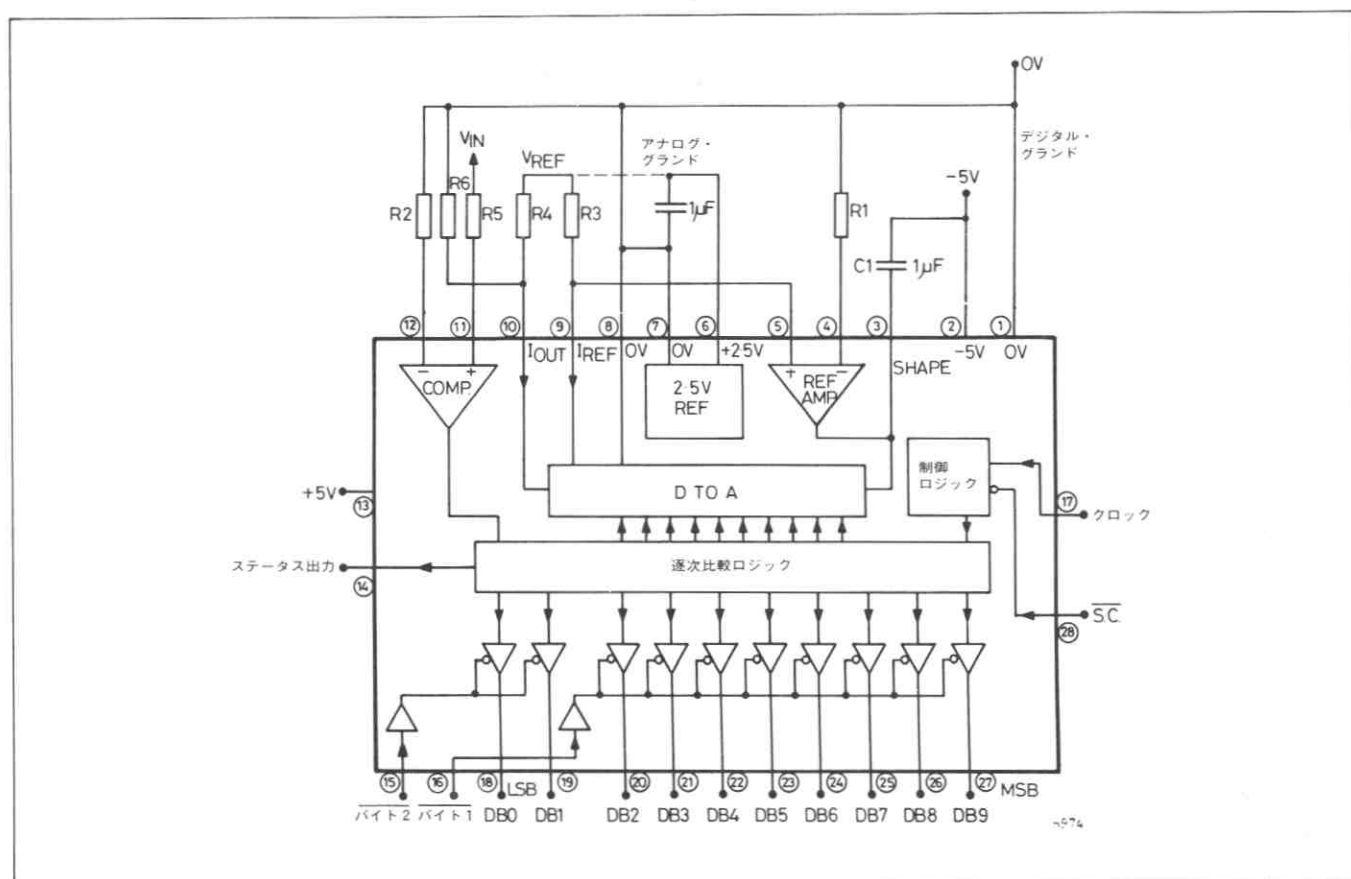 0V
デジタル・
グランド
アナログ・
グランド
VIN
VREF
-5V
R6
R2
R5
R4
R3
1μF
R1
C1
1μF
12
11
10
9
8
7
6
5
4
3
2
1
IOUT
IREF
0V
0V
+2·5V
SHAPE
-5V
0V
-
+
COMP.
2·5V
REF
+
-
REF
AMP.
制御
ロジック
D TO A
+5V
13
17
クロック
ステータス出力
14
逐次比較ロジック
S.C.
28
15
16
18
LSB
19
20
21
22
23
24
25
26
27
MSB
バイト2
バイト1
DB0
DB1
DB2
DB3
DB4
DB5
DB6
DB7
DB8
DB9